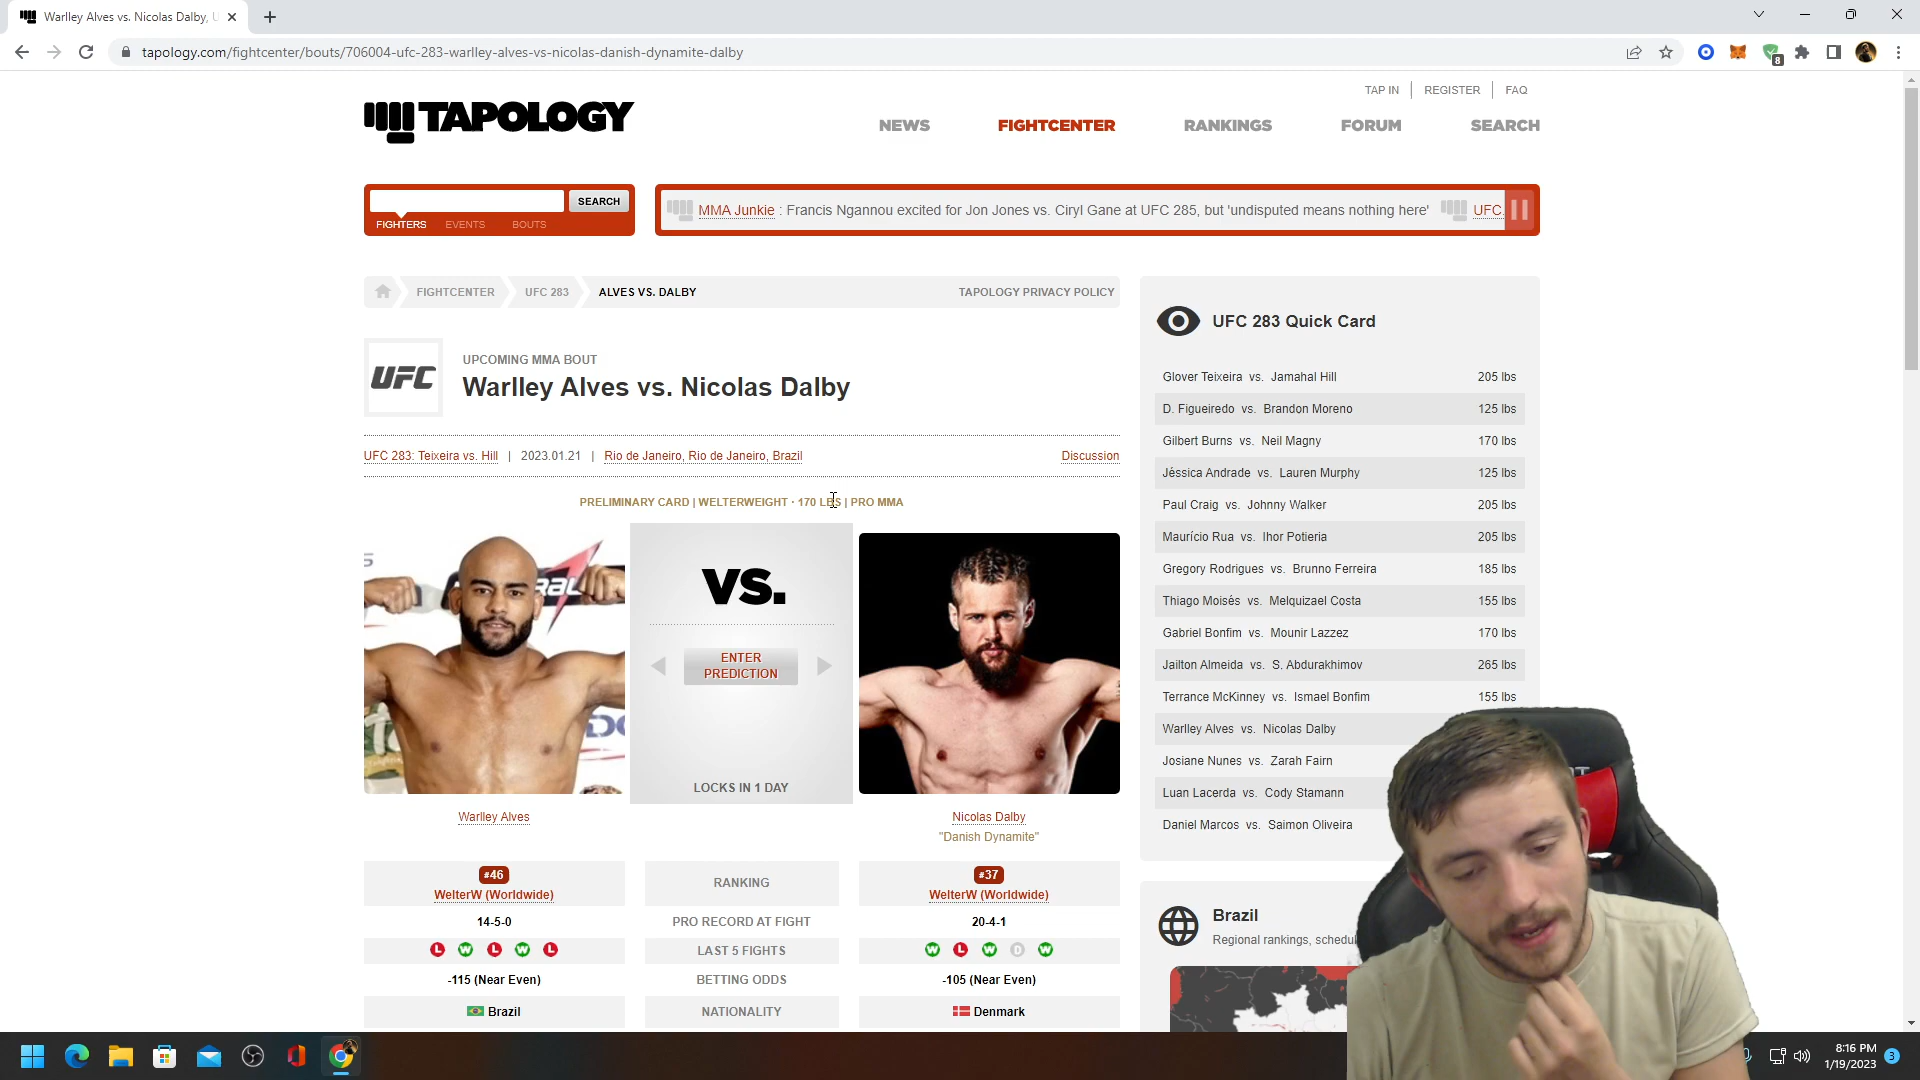 Warlley Alves vs. Nicolas Dalby, U
tapology.com/fightcenter/bouts/706004-ufc-283-warlley-alves-vs-nicolas-danish-dynamite-dalby
8
TAP IN REGISTER FAQ
TAPOLOGY
NEWS FIGHTCENTER RANKINGS FORUM SEARCH
SEARCH
FIGHTERS EVENTS BOUTS
MMA Junkie : Francis Ngannou excited for Jon Jones vs. Ciryl Gane at UFC 285, but 'undisputed means nothing here' UFC
FIGHTCENTER UFC 283 ALVES VS. DALBY TAPOLOGY PRIVACY POLICY
UFC
UPCOMING MMA BOUT
Warlley Alves vs. Nicolas Dalby
UFC 283: Teixeira vs. Hill | 2023.01.21 | Rio de Janeiro, Rio de Janeiro, Brazil Discussion
PRELIMINARY CARD | WELTERWEIGHT · 170 LBS | PRO MMA
VS.
ENTER
PREDICTION
LOCKS IN 1 DAY
Warlley Alves
Nicolas Dalby
"Danish Dynamite"
#46 RANKING #37
WelterW (Worldwide) WelterW (Worldwide)
14-5-0 PRO RECORD AT FIGHT 20-4-1
L W L W L LAST 5 FIGHTS W L W D W
-115 (Near Even) BETTING ODDS -105 (Near Even)
Brazil NATIONALITY Denmark
UFC 283 Quick Card
Glover Teixeira vs. Jamahal Hill 205 lbs
D. Figueiredo vs. Brandon Moreno 125 lbs
Gilbert Burns vs. Neil Magny 170 lbs
Jéssica Andrade vs. Lauren Murphy 125 lbs
Paul Craig vs. Johnny Walker 205 lbs
Maurício Rua vs. Ihor Potieria 205 lbs
Gregory Rodrigues vs. Brunno Ferreira 185 lbs
Thiago Moisés vs. Melquizael Costa 155 lbs
Gabriel Bonfim vs. Mounir Lazzez 170 lbs
Jailton Almeida vs. S. Abdurakhimov 265 lbs
Terrance McKinney vs. Ismael Bonfim 155 lbs
Warlley Alves vs. Nicolas Dalby
Josiane Nunes vs. Zarah Fairn
Luan Lacerda vs. Cody Stamann
Daniel Marcos vs. Saimon Oliveira
Brazil
Regional rankings, schedu
8:16 PM
1/19/2023
3